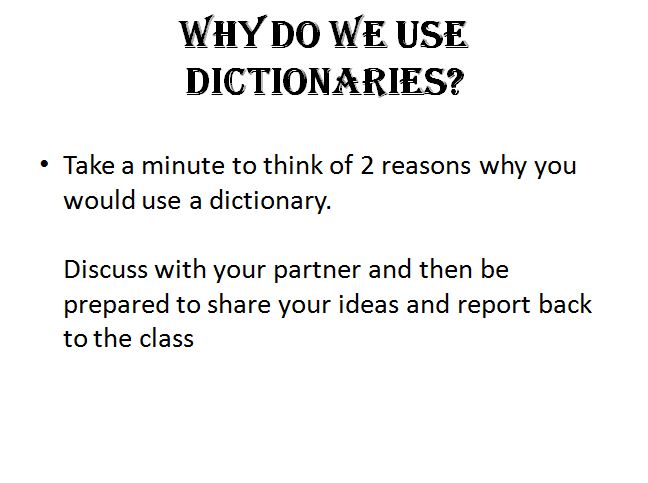 WHY DO WE USE
DICTIONARIES?
• Take a minute to think of 2 reasons why you
would use a dictionary.
Discuss with your partner and then be
prepared to share your ideas and report back
to the class